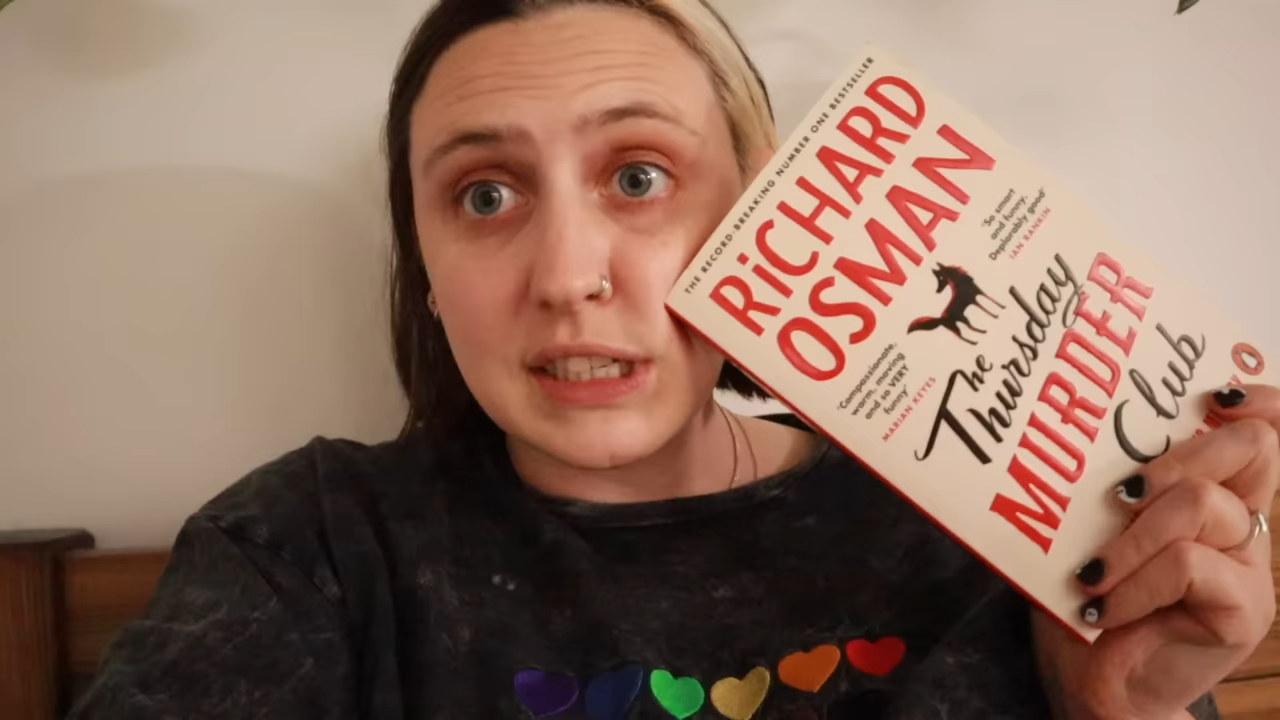 THE RECORD-BREAKING NUMBER ONE BESTSELLER
RiCHARD
OSMAN
'So smart
and funny.
Deplorably good'
IAN RANKIN
'Compassionate,
warm, moving
and so VERY
funny'
MARIAN KEYES
The
Thursday
MURDER
Club